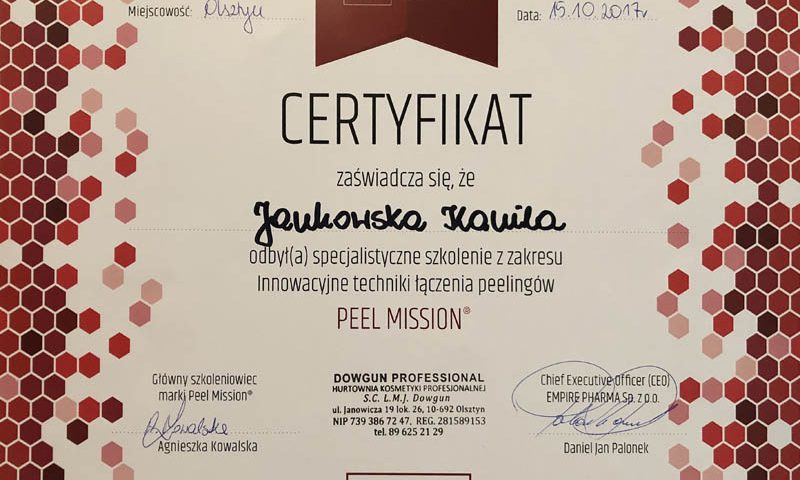 Miejscowość: Olsztyn
Data: 15.10.2017r
CERTYFIKAT
zaświadcza się, że
Jankowska Kamila
odbył(a) specjalistyczne szkolenie z zakresu
Innowacyjne techniki łączenia peelingów
PEEL MISSION®
Główny szkoleniowiec
marki Peel Mission®
A. Kowalska
Agnieszka Kowalska
DOWGUN PROFESSIONAL
HURTOWNIA KOSMETYKI PROFESJONALNEJ
S.C. L.M.J. Dowgun
ul. Janowicza 19 lok. 26, 10-692 Olsztyn
NIP 739 386 72 47. REG. 281589153
tel. 89 625 21 29
Chief Executive Officer (CEO)
EMPIRE PHARMA Sp. z o.o.
Daniel Jan Palonek